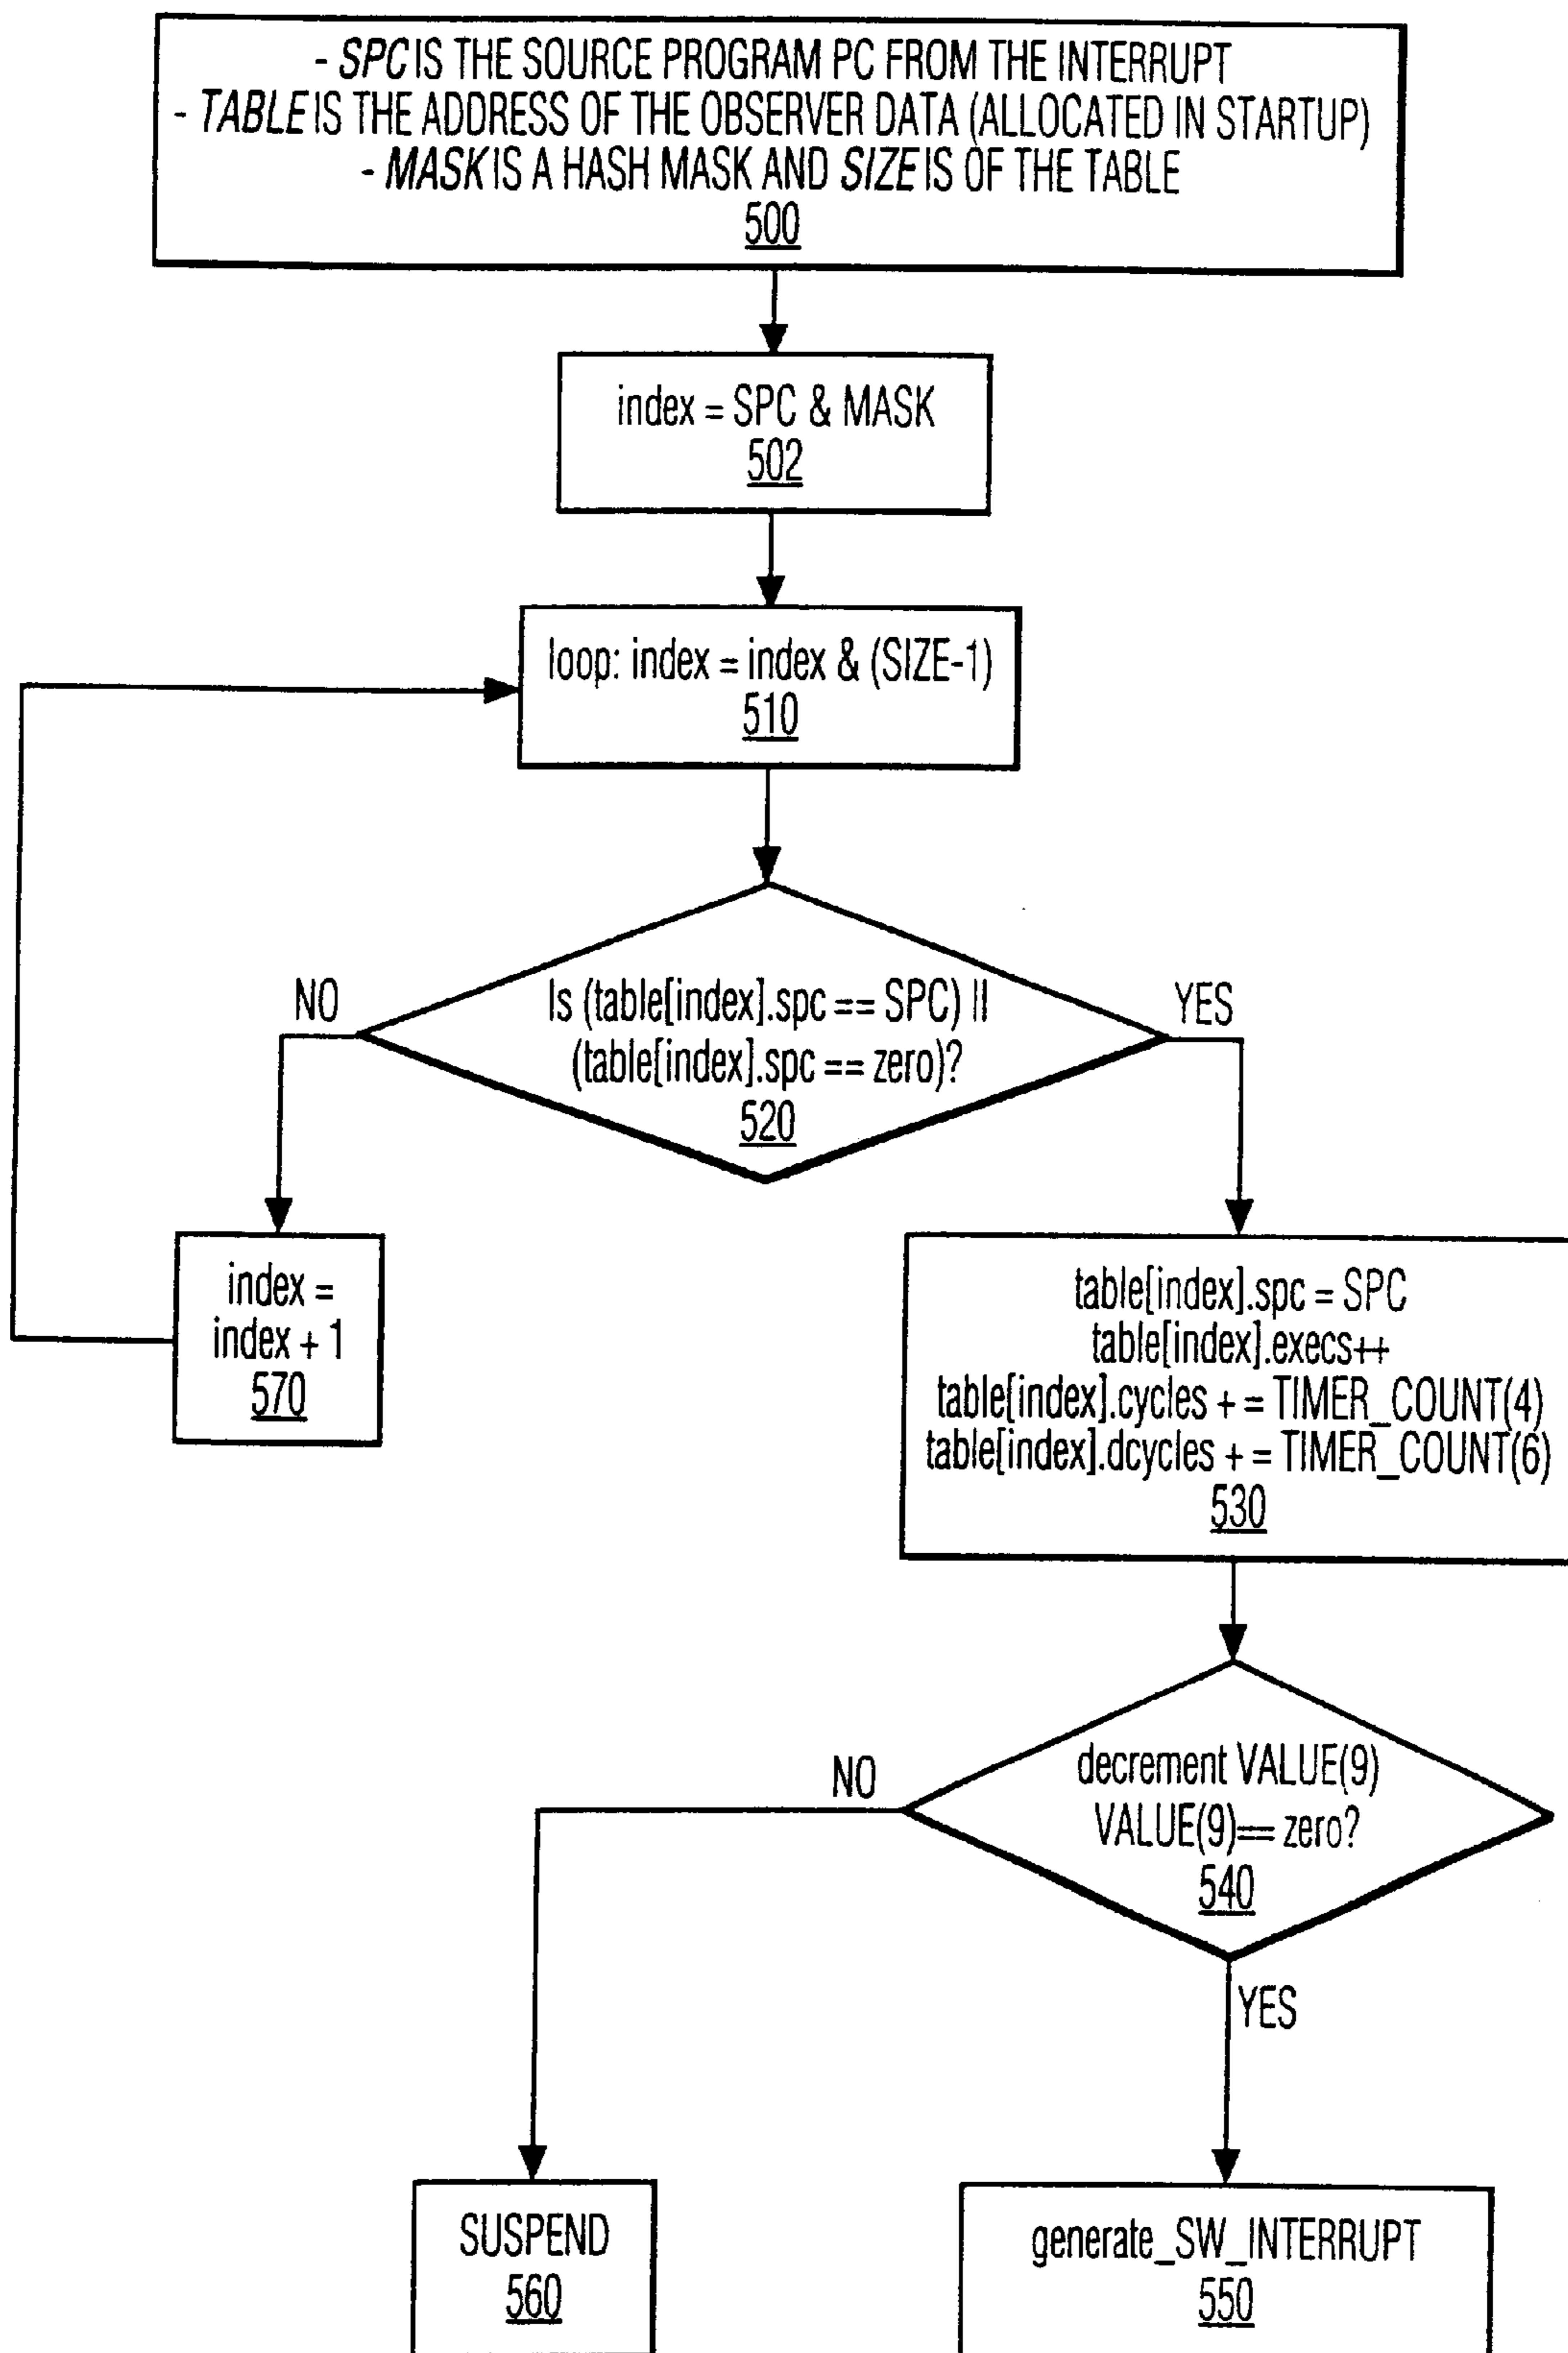 - SPC IS THE SOURCE PROGRAM PC FROM THE INTERRUPT
- TABLE IS THE ADDRESS OF THE OBSERVER DATA (ALLOCATED IN STARTUP)
- MASK IS A HASH MASK AND SIZE IS OF THE TABLE
500
index = SPC & MASK
502
loop: index = index & (SIZE-1)
510
NO
Is (table[index].spc == SPC) ||
(table[index].spc == zero)?
520
YES
index =
index + 1
570
table[index].spc = SPC
table[index].execs++
table[index].cycles + = TIMER_COUNT(4)
table[index].dcycles + = TIMER_COUNT(6)
530
NO
decrement VALUE(9)
VALUE(9)== zero?
540
YES
SUSPEND
560
generate_SW_INTERRUPT
550